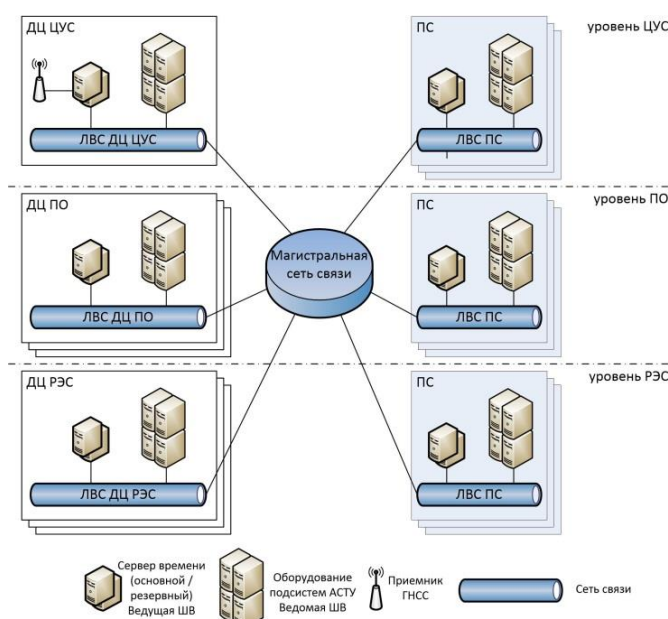 ДЦ ЦУС
ПС
уровень ЦУС
ЛВС ДЦ ЦУС
ЛВС ПС
ДЦ ПО
ПС
уровень ПО
Магистральная
сеть связи
ЛВС ДЦ ПО
ЛВС ПС
ДЦ РЭС
ПС
уровень РЭС
ЛВС ДЦ РЭС
ЛВС ПС
Сервер времени
(основной /
резервный)
Ведущая ШВ
Оборудование
подсистем АСТУ
Ведомая ШВ
Приемник
ГНСС
Сеть связи